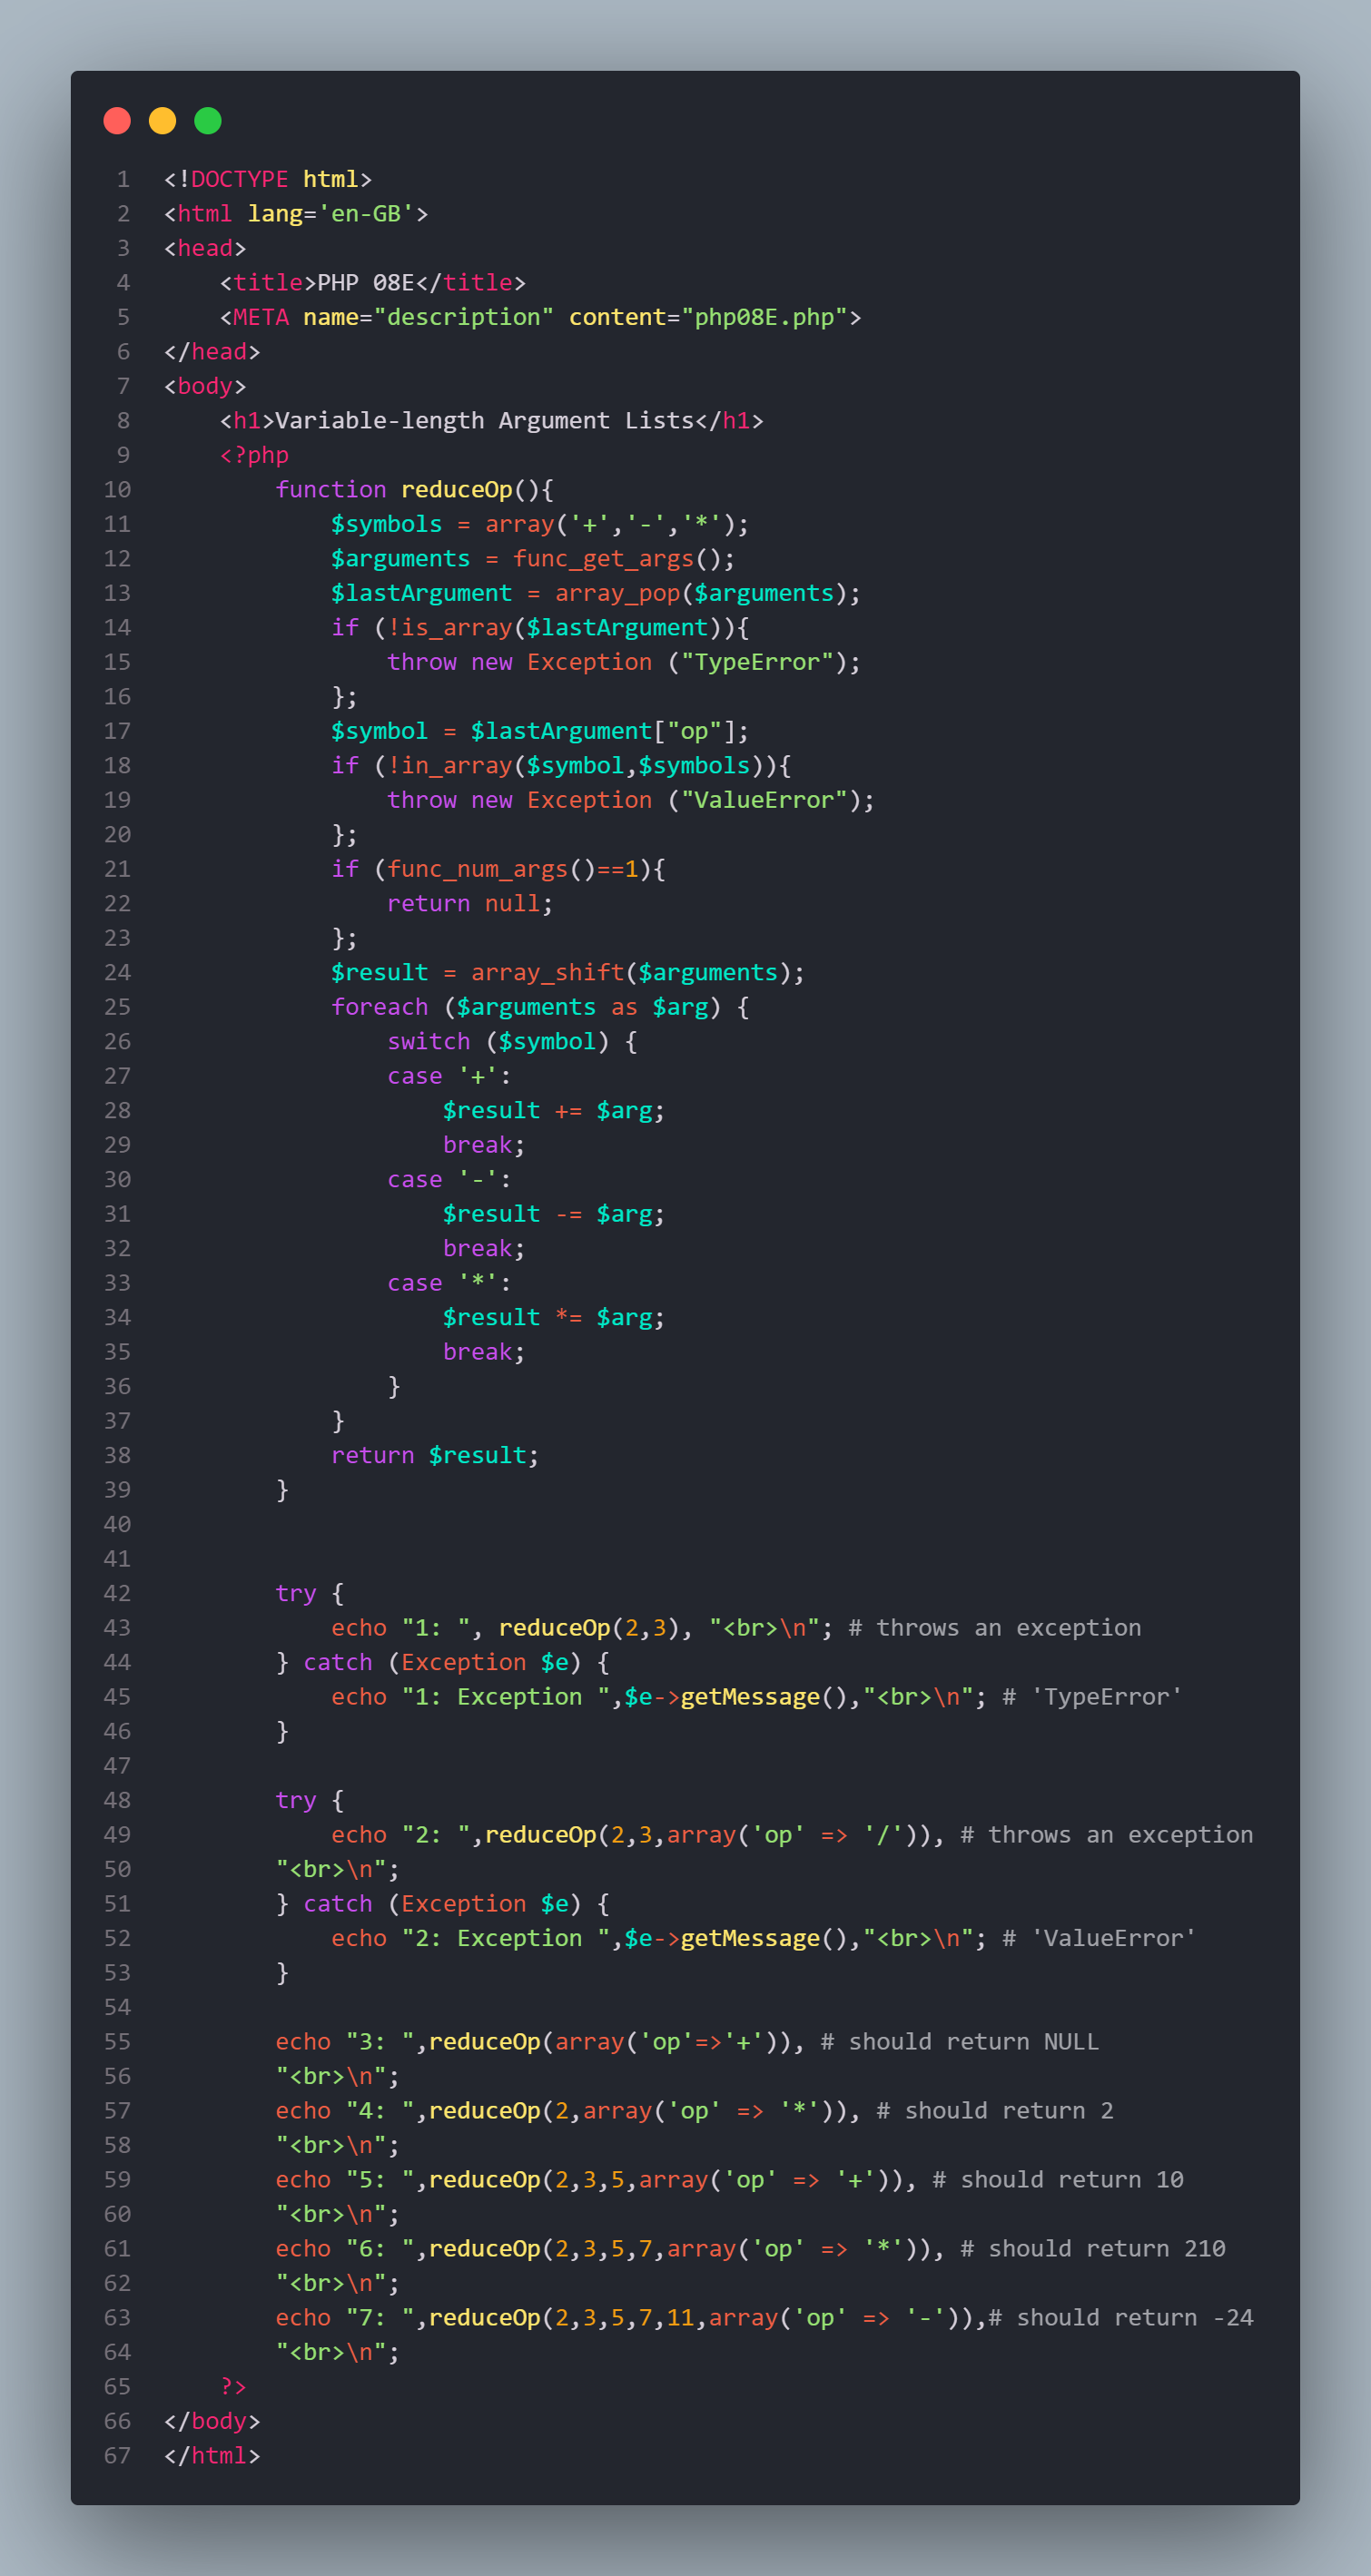 1 <!DOCTYPE html>
2 <html lang='en-GB'>
3 <head>
4     <title>PHP 08E</title>
5     <META name="description" content="php08E.php">
6 </head>
7 <body>
8     <h1>Variable-length Argument Lists</h1>
9     <?php
10         function reduceOp(){
11             $symbols = array('+','-','*');
12             $arguments = func_get_args();
13             $lastArgument = array_pop($arguments);
14             if (!is_array($lastArgument)){
15                 throw new Exception ("TypeError");
16             };
17             $symbol = $lastArgument["op"];
18             if (!in_array($symbol,$symbols)){
19                 throw new Exception ("ValueError");
20             };
21             if (func_num_args()==1){
22                 return null;
23             };
24             $result = array_shift($arguments);
25             foreach ($arguments as $arg) {
26                 switch ($symbol) {
27                 case '+':
28                     $result += $arg;
29                     break;
30                 case '-':
31                     $result -= $arg;
32                     break;
33                 case '*':
34                     $result *= $arg;
35                     break;
36                 }
37             }
38             return $result;
39         }
40
41
42         try {
43             echo "1: ", reduceOp(2,3), "<br>\n"; # throws an exception
44         } catch (Exception $e) {
45             echo "1: Exception ",$e->getMessage(),"<br>\n"; # 'TypeError'
46         }
47
48         try {
49             echo "2: ",reduceOp(2,3,array('op' => '/')), # throws an exception
50         "<br>\n";
51         } catch (Exception $e) {
52             echo "2: Exception ",$e->getMessage(),"<br>\n"; # 'ValueError'
53         }
54
55         echo "3: ",reduceOp(array('op'=>'+')), # should return NULL
56         "<br>\n";
57         echo "4: ",reduceOp(2,array('op' => '*')), # should return 2
58         "<br>\n";
59         echo "5: ",reduceOp(2,3,5,array('op' => '+')), # should return 10
60         "<br>\n";
61         echo "6: ",reduceOp(2,3,5,7,array('op' => '*')), # should return 210
62         "<br>\n";
63         echo "7: ",reduceOp(2,3,5,7,11,array('op' => '-')),# should return -24
64         "<br>\n";
65     ?>
66 </body>
67 </html>